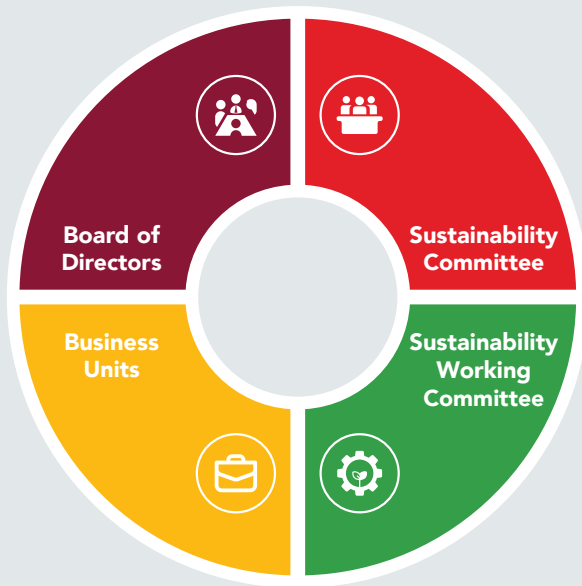 Board of
Directors
Sustainability
Committee
Business
Units
Sustainability
Working
Committee